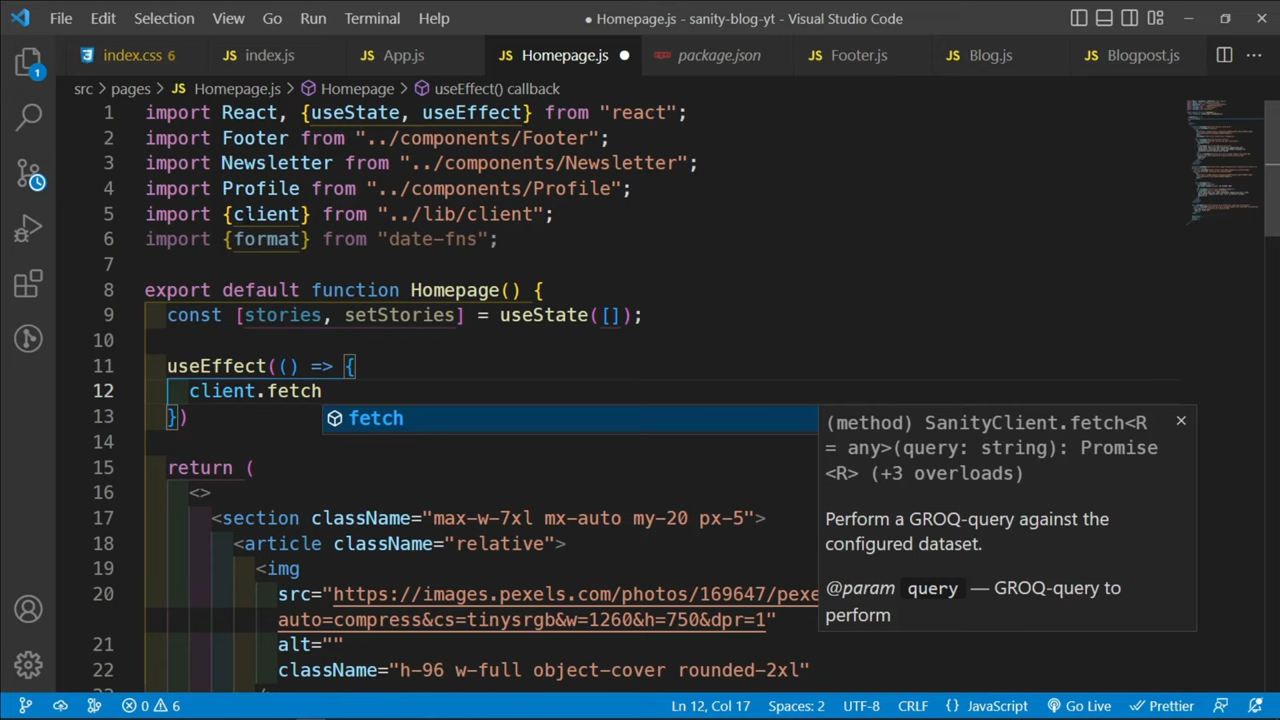 File Edit Selection View Go Run Terminal Help ● Homepage.js - sanity-blog-yt - Visual Studio Code
index.css 6 JS index.js JS App.js JS Homepage.js ● package.json JS Footer.js JS Blog.js JS Blogpost.js
src > pages > JS Homepage.js > Homepage > useEffect() callback
1 import React, {useState, useEffect} from "react";
2 import Footer from "../components/Footer";
3 import Newsletter from "../components/Newsletter";
4 import Profile from "../components/Profile";
5 import {client} from "../lib/client";
6 import {format} from "date-fns";
7
8 export default function Homepage() {
9 const [stories, setStories] = useState([]);
10
11 useEffect(() => {
12 client.fetch
13 })
fetch
14
15 return (
16 <>
17 <section className="max-w-7xl mx-auto my-20 px-5">
18 <article className="relative">
19 <img
20 src="https://images.pexels.com/photos/169647/pexe
auto=compress&cs=tinysrgb&w=1260&h=750&dpr=1"
21 alt=""
22 className="h-96 w-full object-cover rounded-2xl"
(method) SanityClient.fetch<R
= any>(query: string): Promise
<R> (+3 overloads)
Perform a GROQ-query against the
configured dataset.
@param query — GROQ-query to
perform
1
0 6 Ln 12, Col 17 Spaces: 2 UTF-8 CRLF {} JavaScript Go Live Prettier